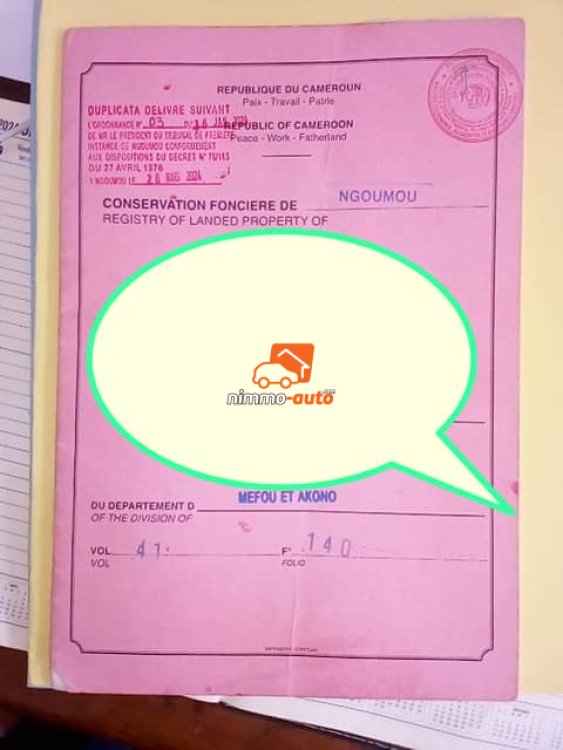 REPUBLIQUE DU CAMEROUN
Paix - Travail - Patrie
REPUBLIC OF CAMEROON
Peace - Work - Fatherland
DUPLICATA DELIVRE SUIVANT
L'ORDONNANCE N° 03 DU JAN 2024
DE MR LE PRESIDENT DU TRIBUNAL DE PREMIERE
INSTANCE DE NGOUMOU CONFORMEMENT
AUX DISPOSITIONS DU DECRET N°
DU 27 AVRIL 1976
NGOUMOU LE 26 MARS 2024
CONSERVATION FONCIERE DE NGOUMOU
REGISTRY OF LANDED PROPERTY OF
nimmo-auto
DU DEPARTEMENT D MEFOU ET AKONO
OF THE DIVISION OF
VOL 41 F° 140
VOL FOLIO